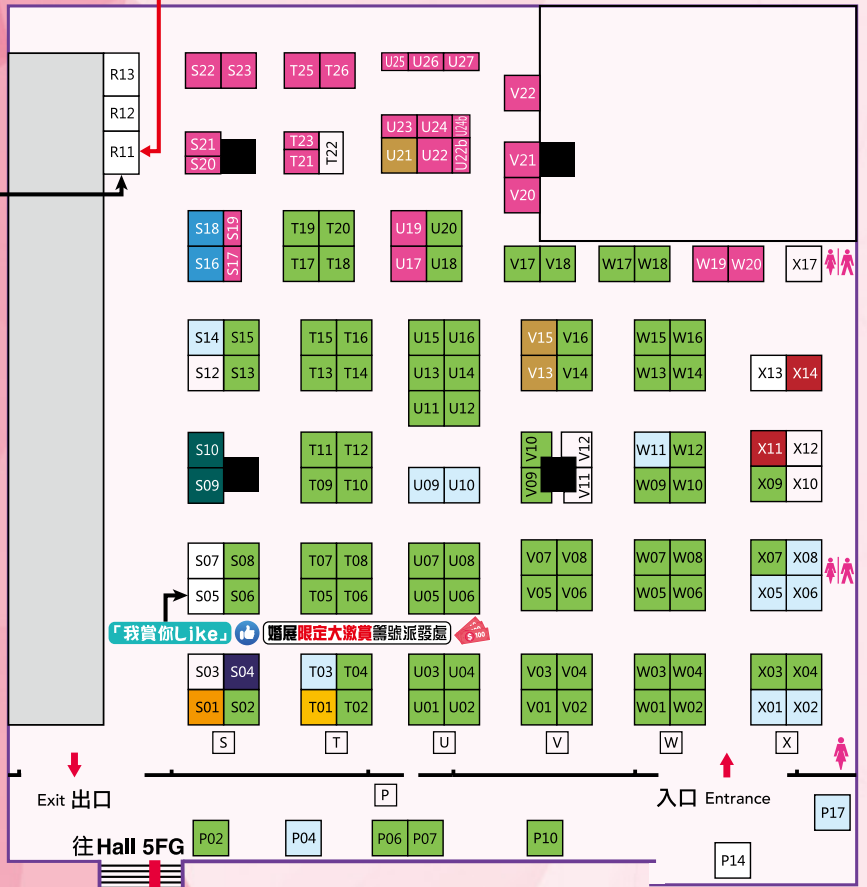 U25 U26 U27
R13 S22 S23 T25 T26
V22
R12
U23 U24 U24b
R11 S21 T23 T22
S20 T21 U21 U22 U22b V21
V20
S18 S19 T19 T20 U19 U20
S16 S17 T17 T18 U17 U18 V17 V18 W17 W18 W19 W20 X17
S14 S15 T15 T16 U15 U16 V15 V16 W15 W16
S12 S13 T13 T14 U13 U14 V13 V14 W13 W14 X13 X14
U11 U12
S10 T11 T12 V10 V12 W11 W12 X11 X12
S09 T09 T10 U09 U10 V09 V11 W09 W10 X09 X10
S07 S08 T07 T08 U07 U08 V07 V08 W07 W08 X07 X08
S05 S06 T05 T06 U05 U06 V05 V06 W05 W06 X05 X06
「我賞你Like」 婚展限定大激賞籌號派發處 $100
S03 S04 T03 T04 U03 U04 V03 V04 W03 W04 X03 X04
S01 S02 T01 T02 U01 U02 V01 V02 W01 W02 X01 X02
S T U V W X
Exit 出口 P 入口 Entrance
P17
往Hall 5FG P02 P04 P06 P07 P10
P14